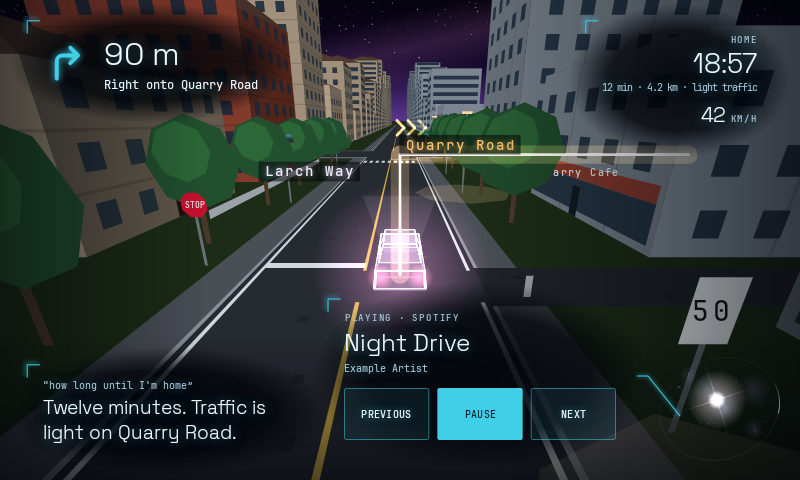 90 m
Right onto Quarry Road
HOME
18:57
12 min · 4.2 km · light traffic
42 KM/H
Quarry Road
Larch Way
arry Cafe
STOP
50
PLAYING · SPOTIFY
Night Drive
Example Artist
PREVIOUS
PAUSE
NEXT
“how long until I'm home”
Twelve minutes. Traffic is
light on Quarry Road.